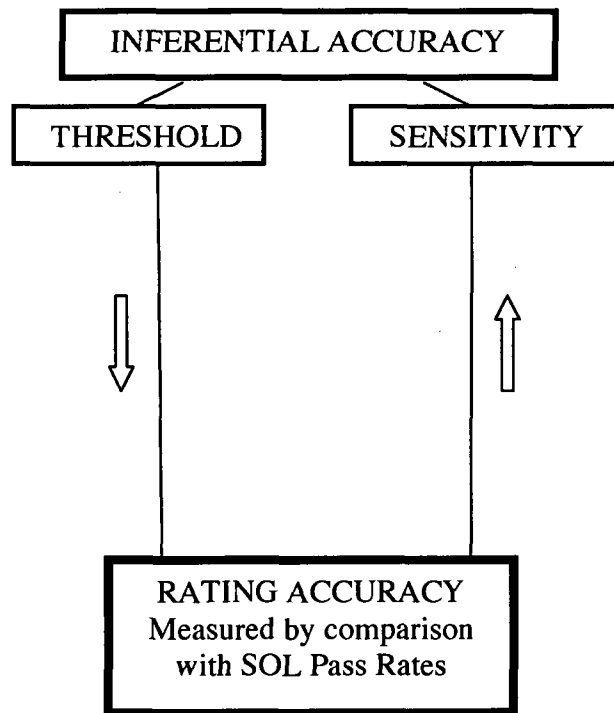 INFERENTIAL ACCURACY
THRESHOLD
SENSITIVITY
RATING ACCURACY
Measured by comparison
with SOL Pass Rates